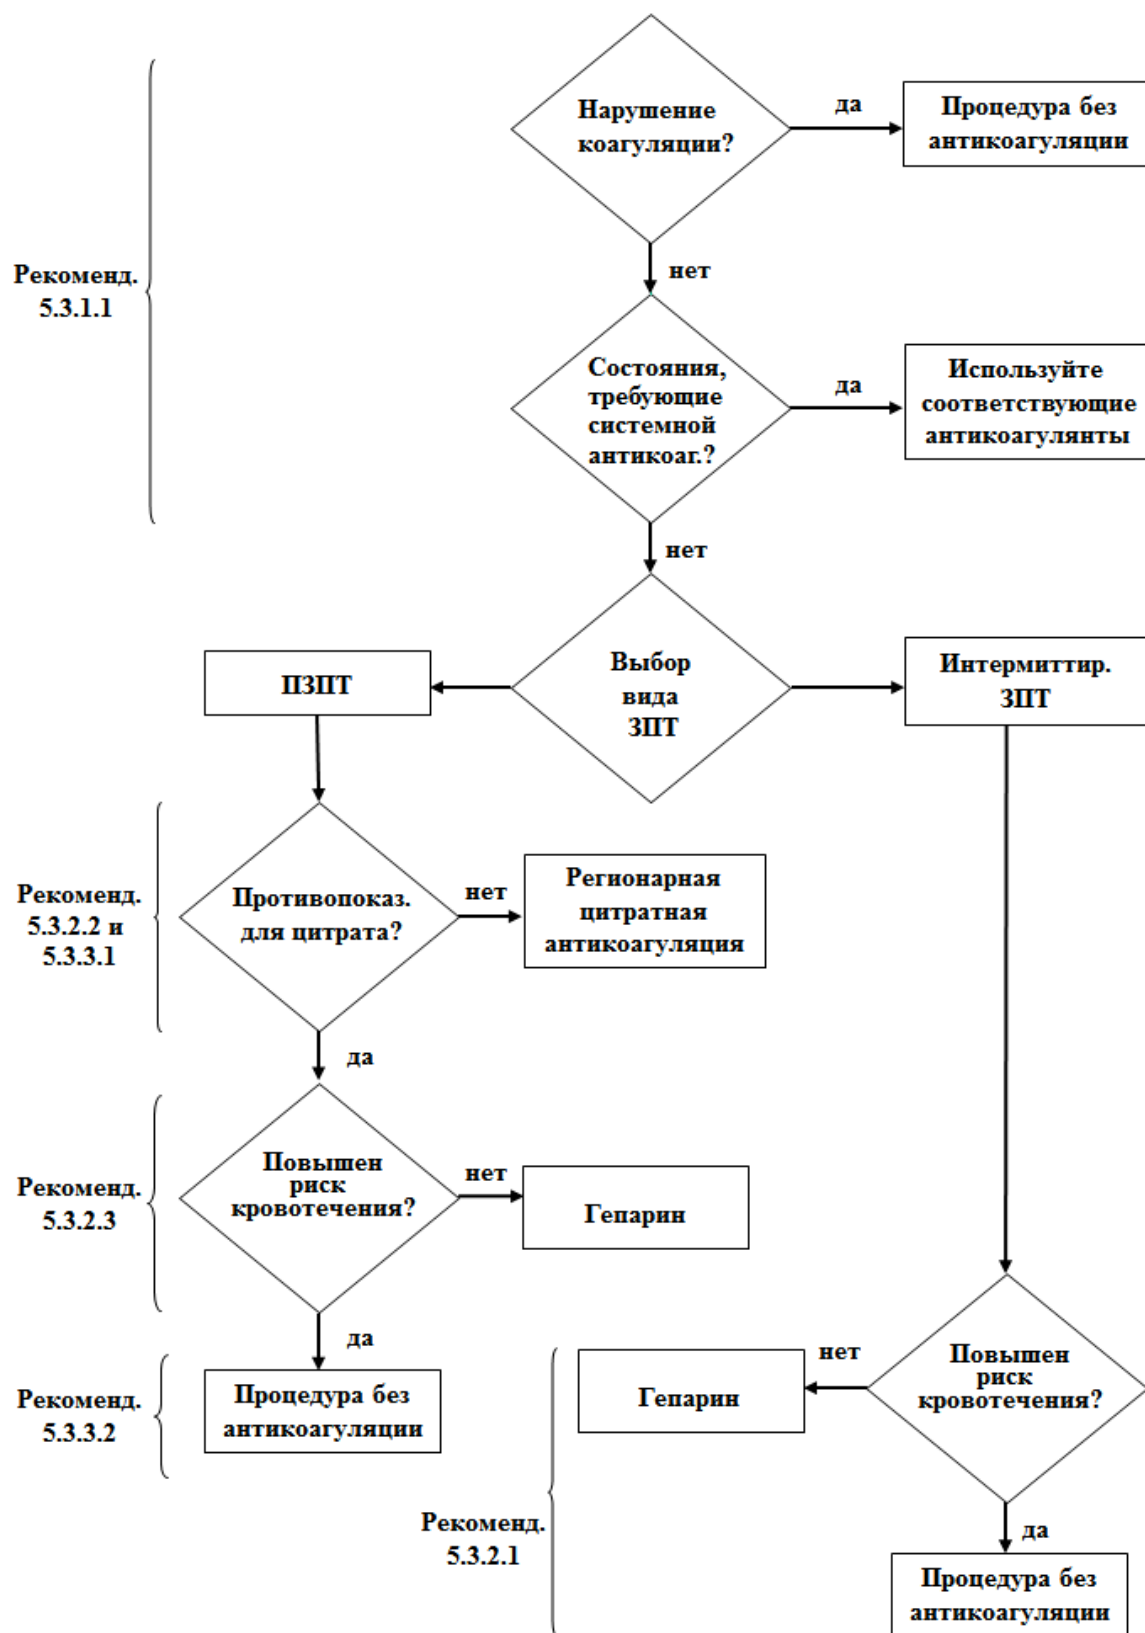 Нарушение
коагуляции?
да
Процедура без
антикоагуляции
Рекоменд.
5.3.1.1
нет
Состояния,
требующие
системной
антикоаг.?
да
Используйте
соответствующие
антикоагулянты
нет
ПЗПТ
Выбор
вида
ЗПТ
Интермиттир.
ЗПТ
Рекоменд.
5.3.2.2 и
5.3.3.1
Противопоказ.
для цитрата?
нет
Регионарная
цитратная
антикоагуляция
да
Рекоменд.
5.3.2.3
Повышен
риск
кровотечения?
нет
Гепарин
да
Рекоменд.
5.3.3.2
Процедура без
антикоагуляции
Гепарин
нет
Повышен
риск
кровотечения?
Рекоменд.
5.3.2.1
да
Процедура без
антикоагуляции